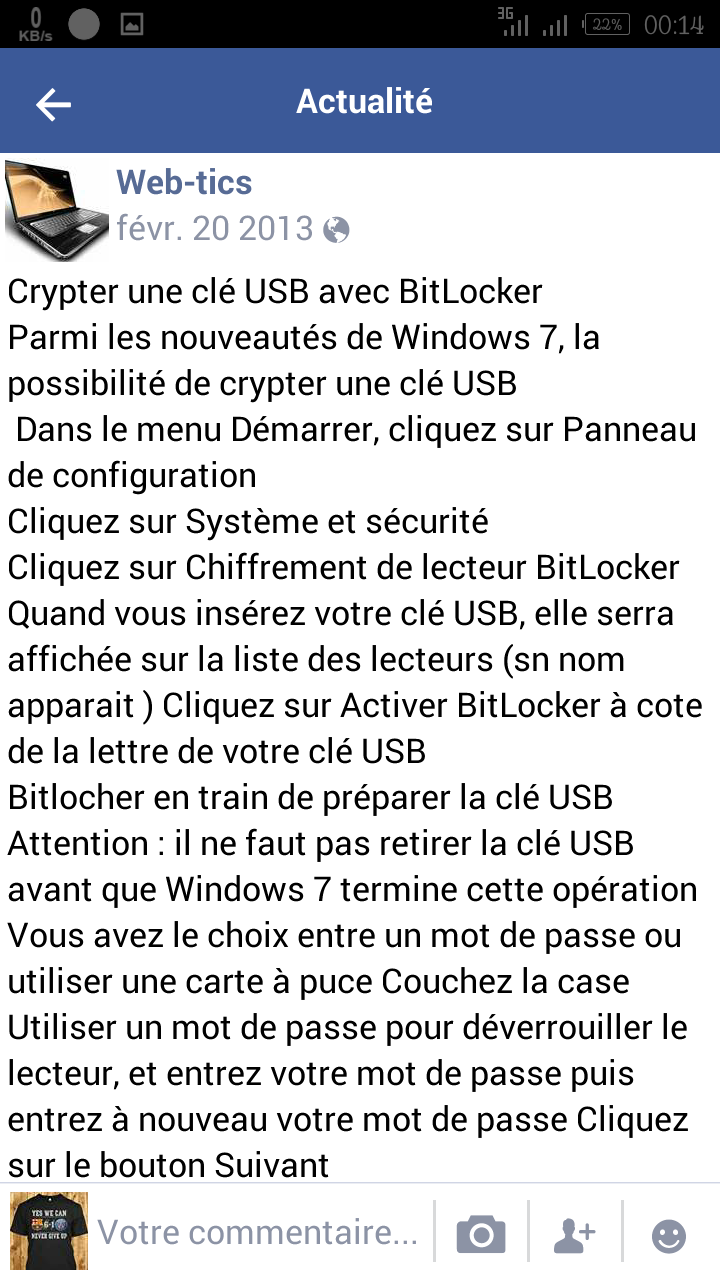 0
KB/s
3G
22%
00:14
Actualité
Web-tics
févr. 20 2013
Crypter une clé USB avec BitLocker
Parmi les nouveautés de Windows 7, la
possibilité de crypter une clé USB
Dans le menu Démarrer, cliquez sur Panneau
de configuration
Cliquez sur Système et sécurité
Cliquez sur Chiffrement de lecteur BitLocker
Quand vous insérez votre clé USB, elle serra
affichée sur la liste des lecteurs (sn nom
apparait ) Cliquez sur Activer BitLocker à cote
de la lettre de votre clé USB
Bitlocher en train de préparer la clé USB
Attention : il ne faut pas retirer la clé USB
avant que Windows 7 termine cette opération
Vous avez le choix entre un mot de passe ou
utiliser une carte à puce Couchez la case
Utiliser un mot de passe pour déverrouiller le
lecteur, et entrez votre mot de passe puis
entrez à nouveau votre mot de passe Cliquez
sur le bouton Suivant
YES WE CAN
6-1
NEVER GIVE UP
Votre commentaire...